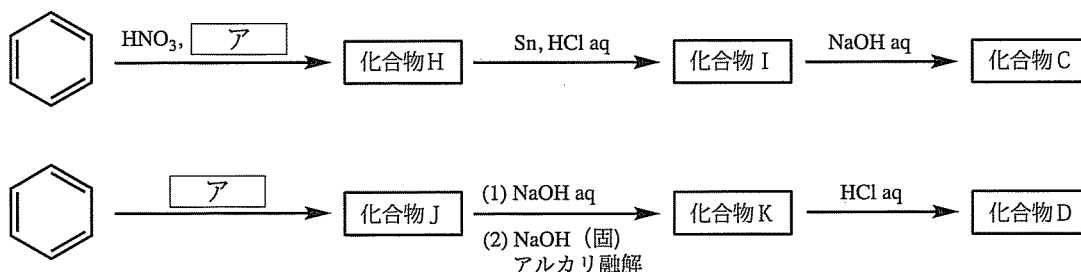 HNO₃, ア
化合物H
Sn, HCl aq
化合物I
NaOH aq
化合物C
ア
化合物J
(1) NaOH aq
(2) NaOH（固）
アルカリ融解
化合物K
HCl aq
化合物D